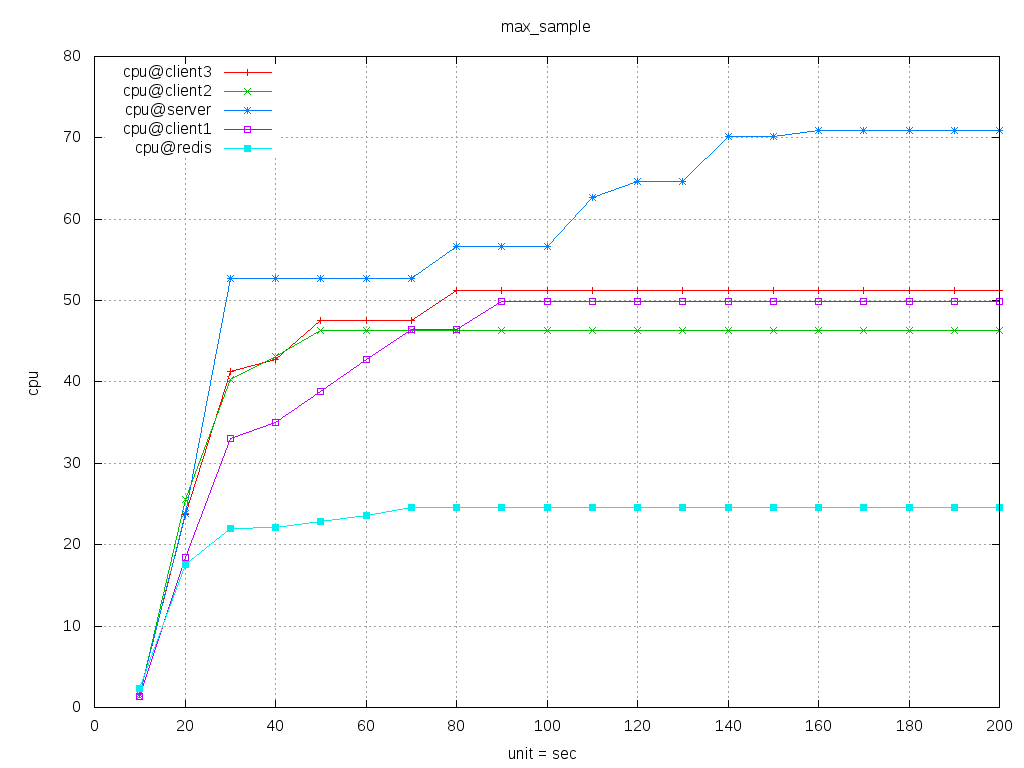 max_sample
80
70
60
50
40
30
20
10
0
cpu
cpu@client3
cpu@client2
cpu@server
cpu@client1
cpu@redis
0 20 40 60 80 100 120 140 160 180 200
unit = sec